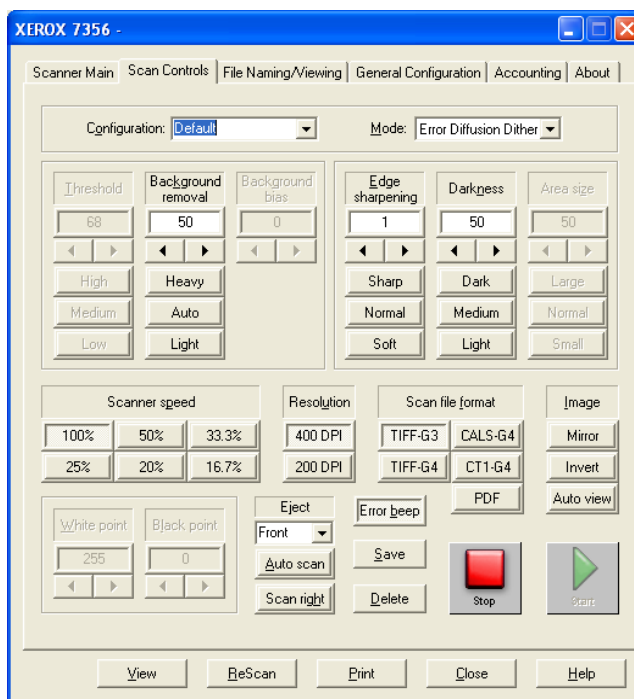 XEROX 7356 -
Scanner Main Scan Controls File Naming/Viewing General Configuration Accounting About
Configuration: Default Mode: Error Diffusion Dither
Threshold Background removal Background bias Edge sharpening Darkness Area size
68 50 0 1 50 50
High Heavy Sharp Dark Large
Medium Auto Normal Medium Normal
Low Light Soft Light Small
Scanner speed Resolution Scan file format Image
100% 50% 33.3% 400 DPI TIFF-G3 CALS-G4 Mirror
25% 20% 16.7% 200 DPI TIFF-G4 CT1-G4 Invert
PDF Auto view
White point Black point Eject Error beep
255 0 Front Save
Auto scan
Scan right Delete Stop Start
View ReScan Print Close Help